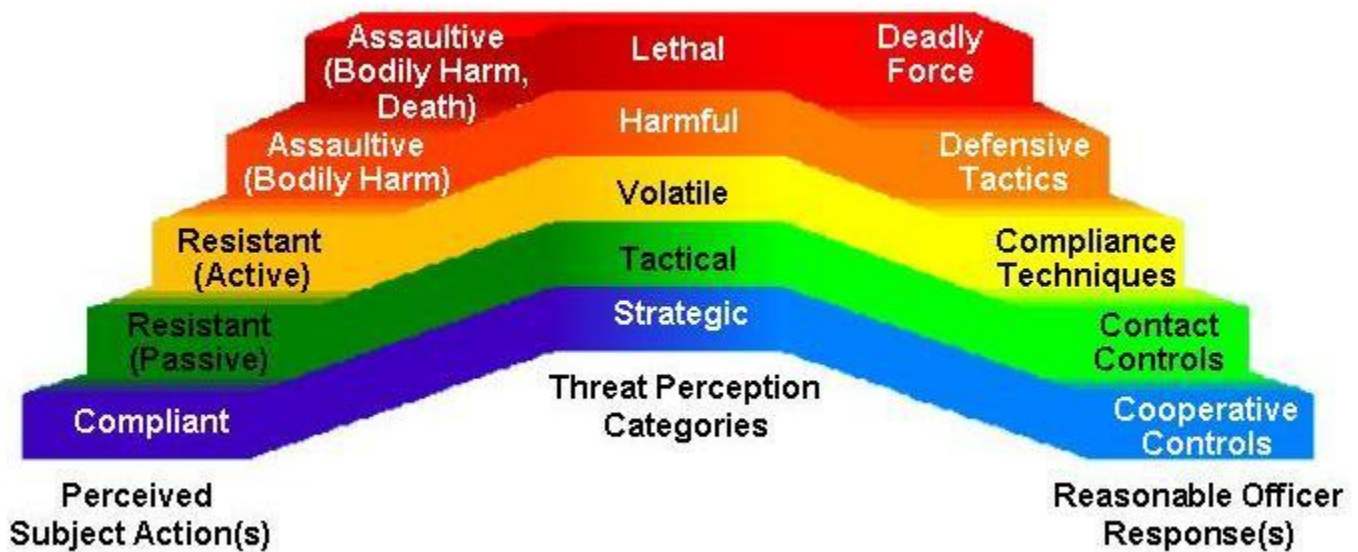 Assaultive
(Bodily Harm,
Death)
Lethal
Deadly
Force
Assaultive
(Bodily Harm)
Harmful
Defensive
Tactics
Resistant
(Active)
Volatile
Compliance
Techniques
Resistant
(Passive)
Tactical
Contact
Controls
Compliant
Strategic
Cooperative
Controls
Perceived
Subject Action(s)
Threat Perception
Categories
Reasonable Officer
Response(s)